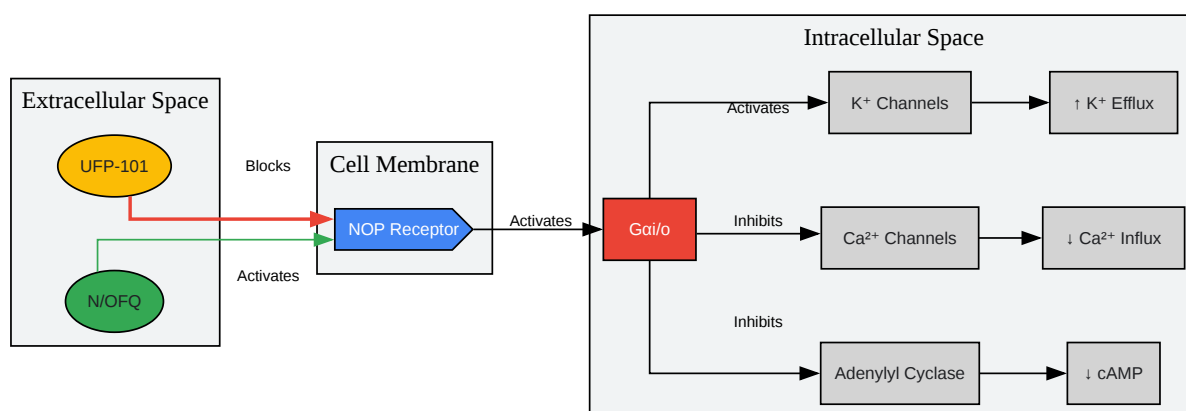 Intracellular Space
Extracellular Space
UFP-101
N/OFQ
Blocks
Activates
Cell Membrane
NOP Receptor
Activates
Gαi/o
Activates
K⁺ Channels
↑ K⁺ Efflux
Inhibits
Ca²⁺ Channels
↓ Ca²⁺ Influx
Inhibits
Adenylyl Cyclase
↓ cAMP